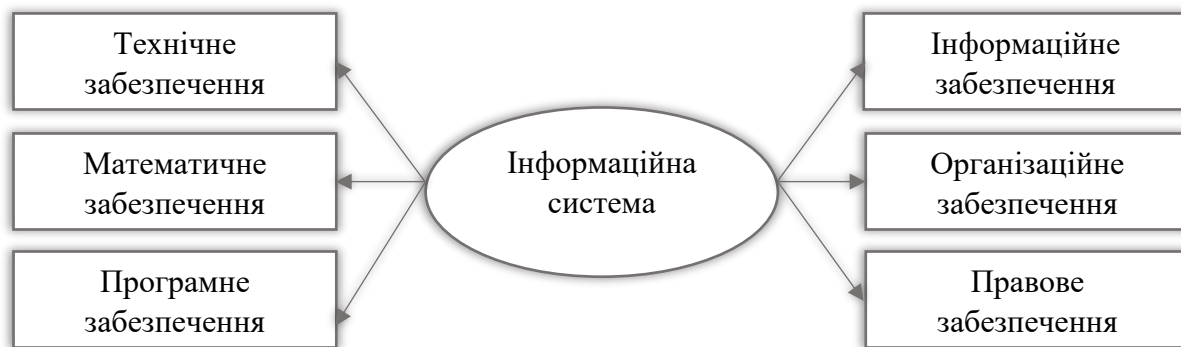 Технічне
забезпечення
Математичне
забезпечення
Програмне
забезпечення
Інформаційна
система
Інформаційне
забезпечення
Організаційне
забезпечення
Правове
забезпечення